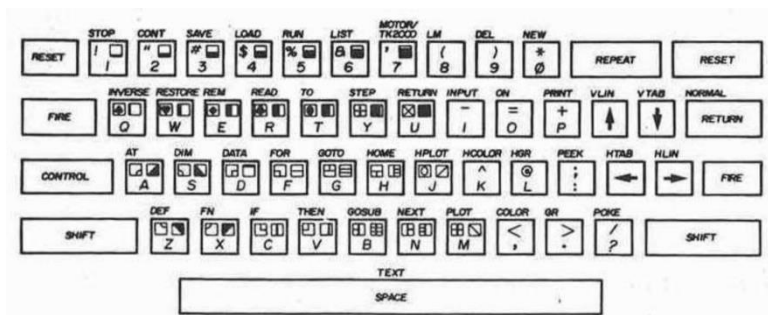 MOTOR/
STOP CONT SAVE LOAD RUN LIST TK2000 LM DEL NEW
RESET ! " # $ % & ' ( ) * REPEAT RESET
1 2 3 4 5 6 7 8 9 Ø
INVERSE RESTORE REM READ TO STEP RETURN INPUT ON PRINT VLIN VTAB NORMAL
FIRE - = + RETURN
Q W E R T Y U I O P
AT DIM DATA FOR GOTO HOME HPLOT HCOLOR HGR PEEK HTAB HLIN
CONTROL ^ @ ; FIRE
A S D F G H J K L :
DEF FN IF THEN GOSUB NEXT PLOT COLOR GR POKE
SHIFT < > / SHIFT
Z X C V B N M , . ?
TEXT
SPACE